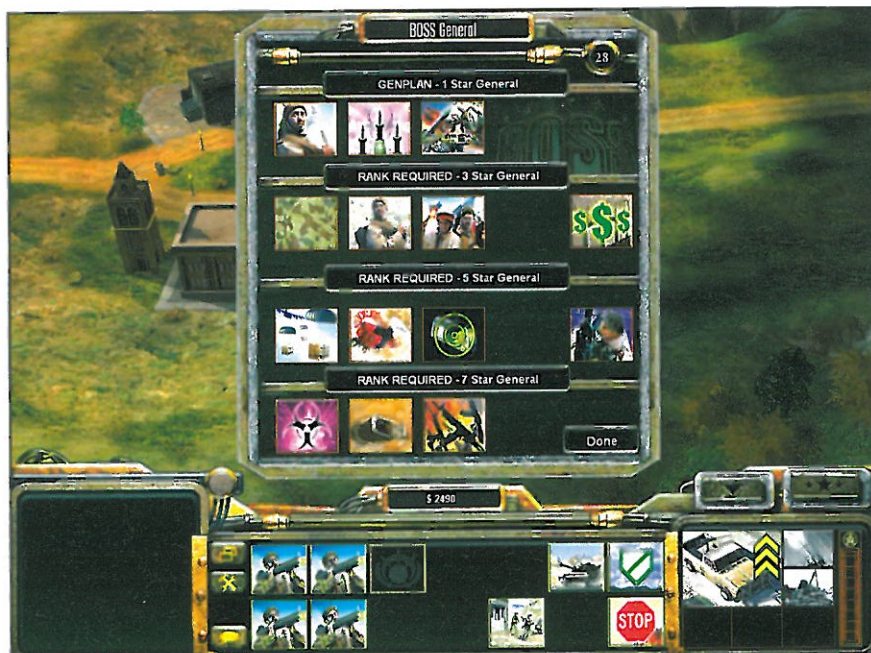 BOSS General
28
GENPLAN - 1 Star General
RANK REQUIRED - 3 Star General
$$$
RANK REQUIRED - 5 Star General
RANK REQUIRED - 7 Star General
Done
$ 2490
STOP